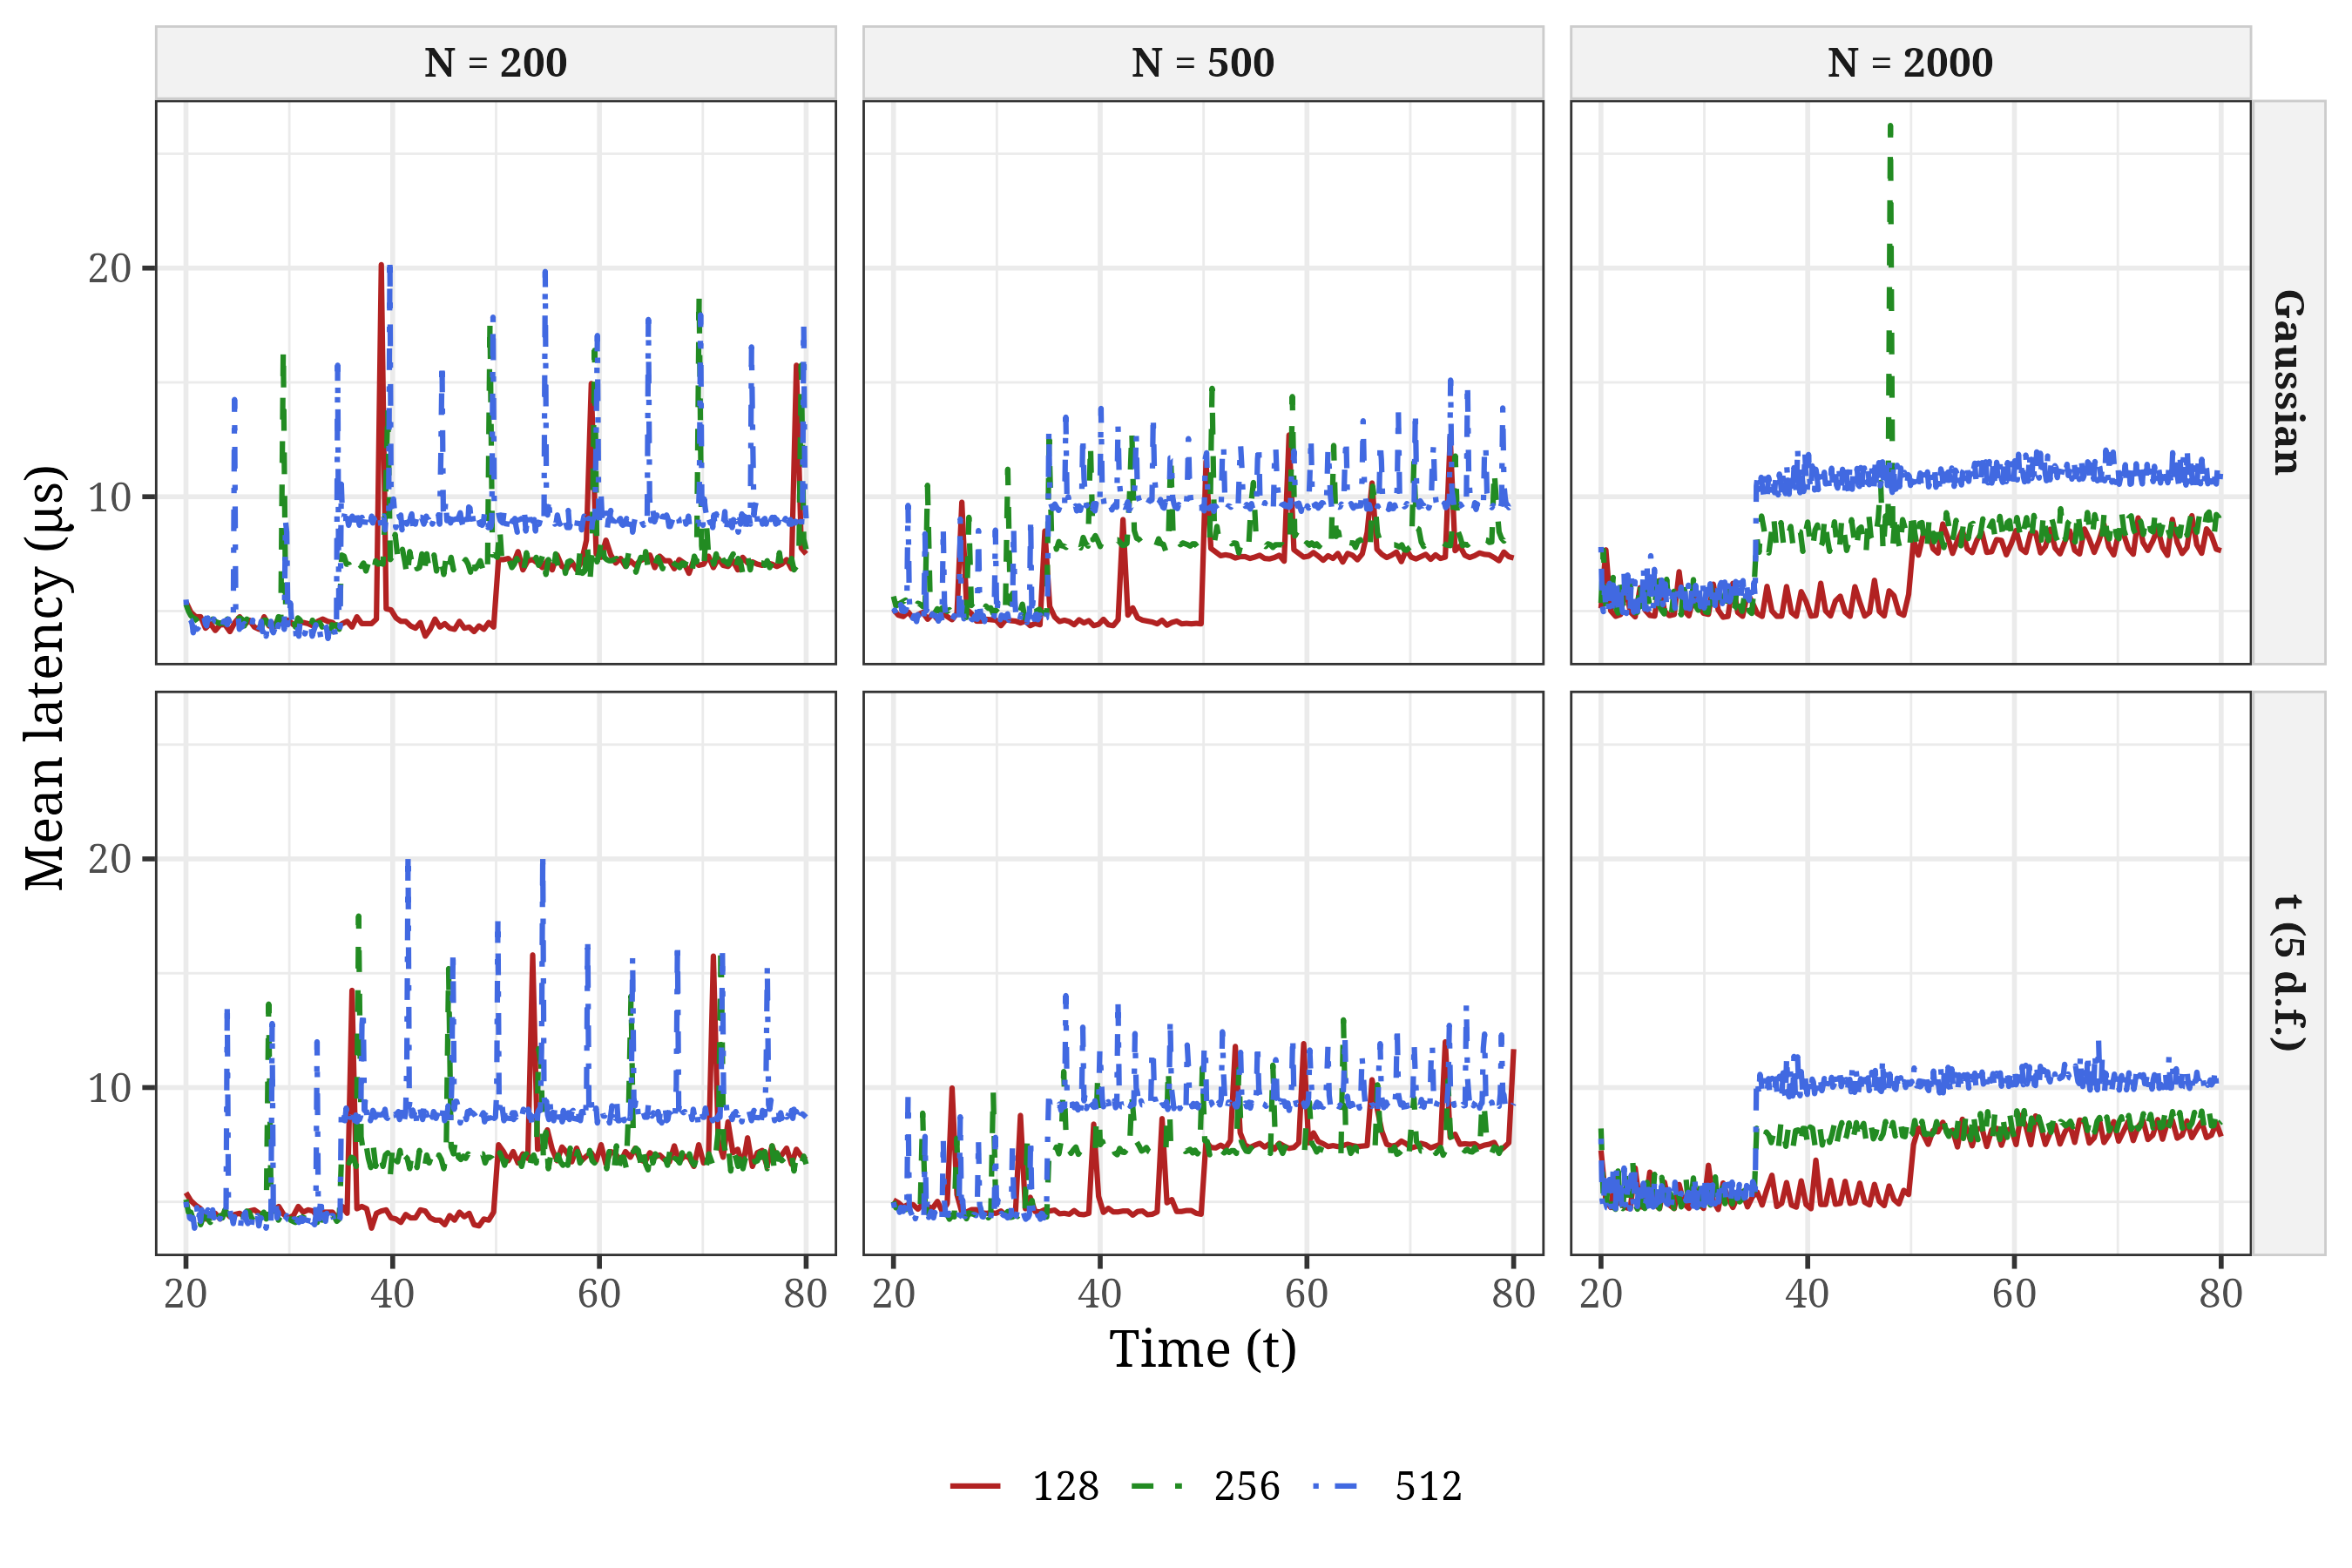 N = 200
N = 500
N = 2000
Gaussian
t (5 d.f.)
Mean latency (µs)
20
10
20
10
20 40 60 80
20 40 60 80
20 40 60 80
Time (t)
128 256 512